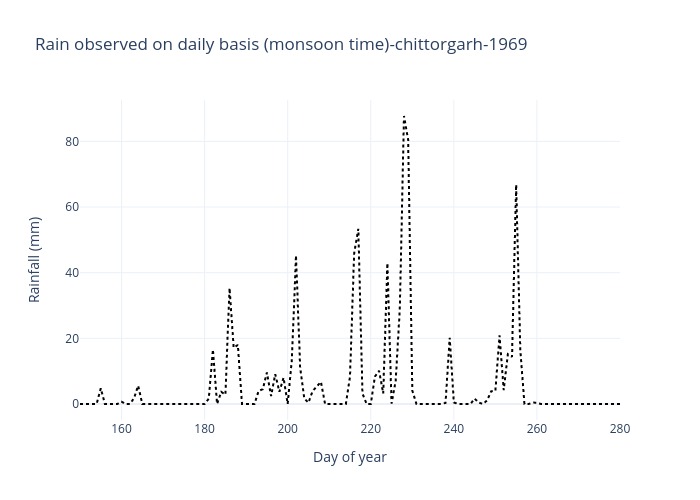 Rain observed on daily basis (monsoon time)-chittorgarh-1969
80
60
40
20
0
Rainfall (mm)
160 180 200 220 240 260 280
Day of year